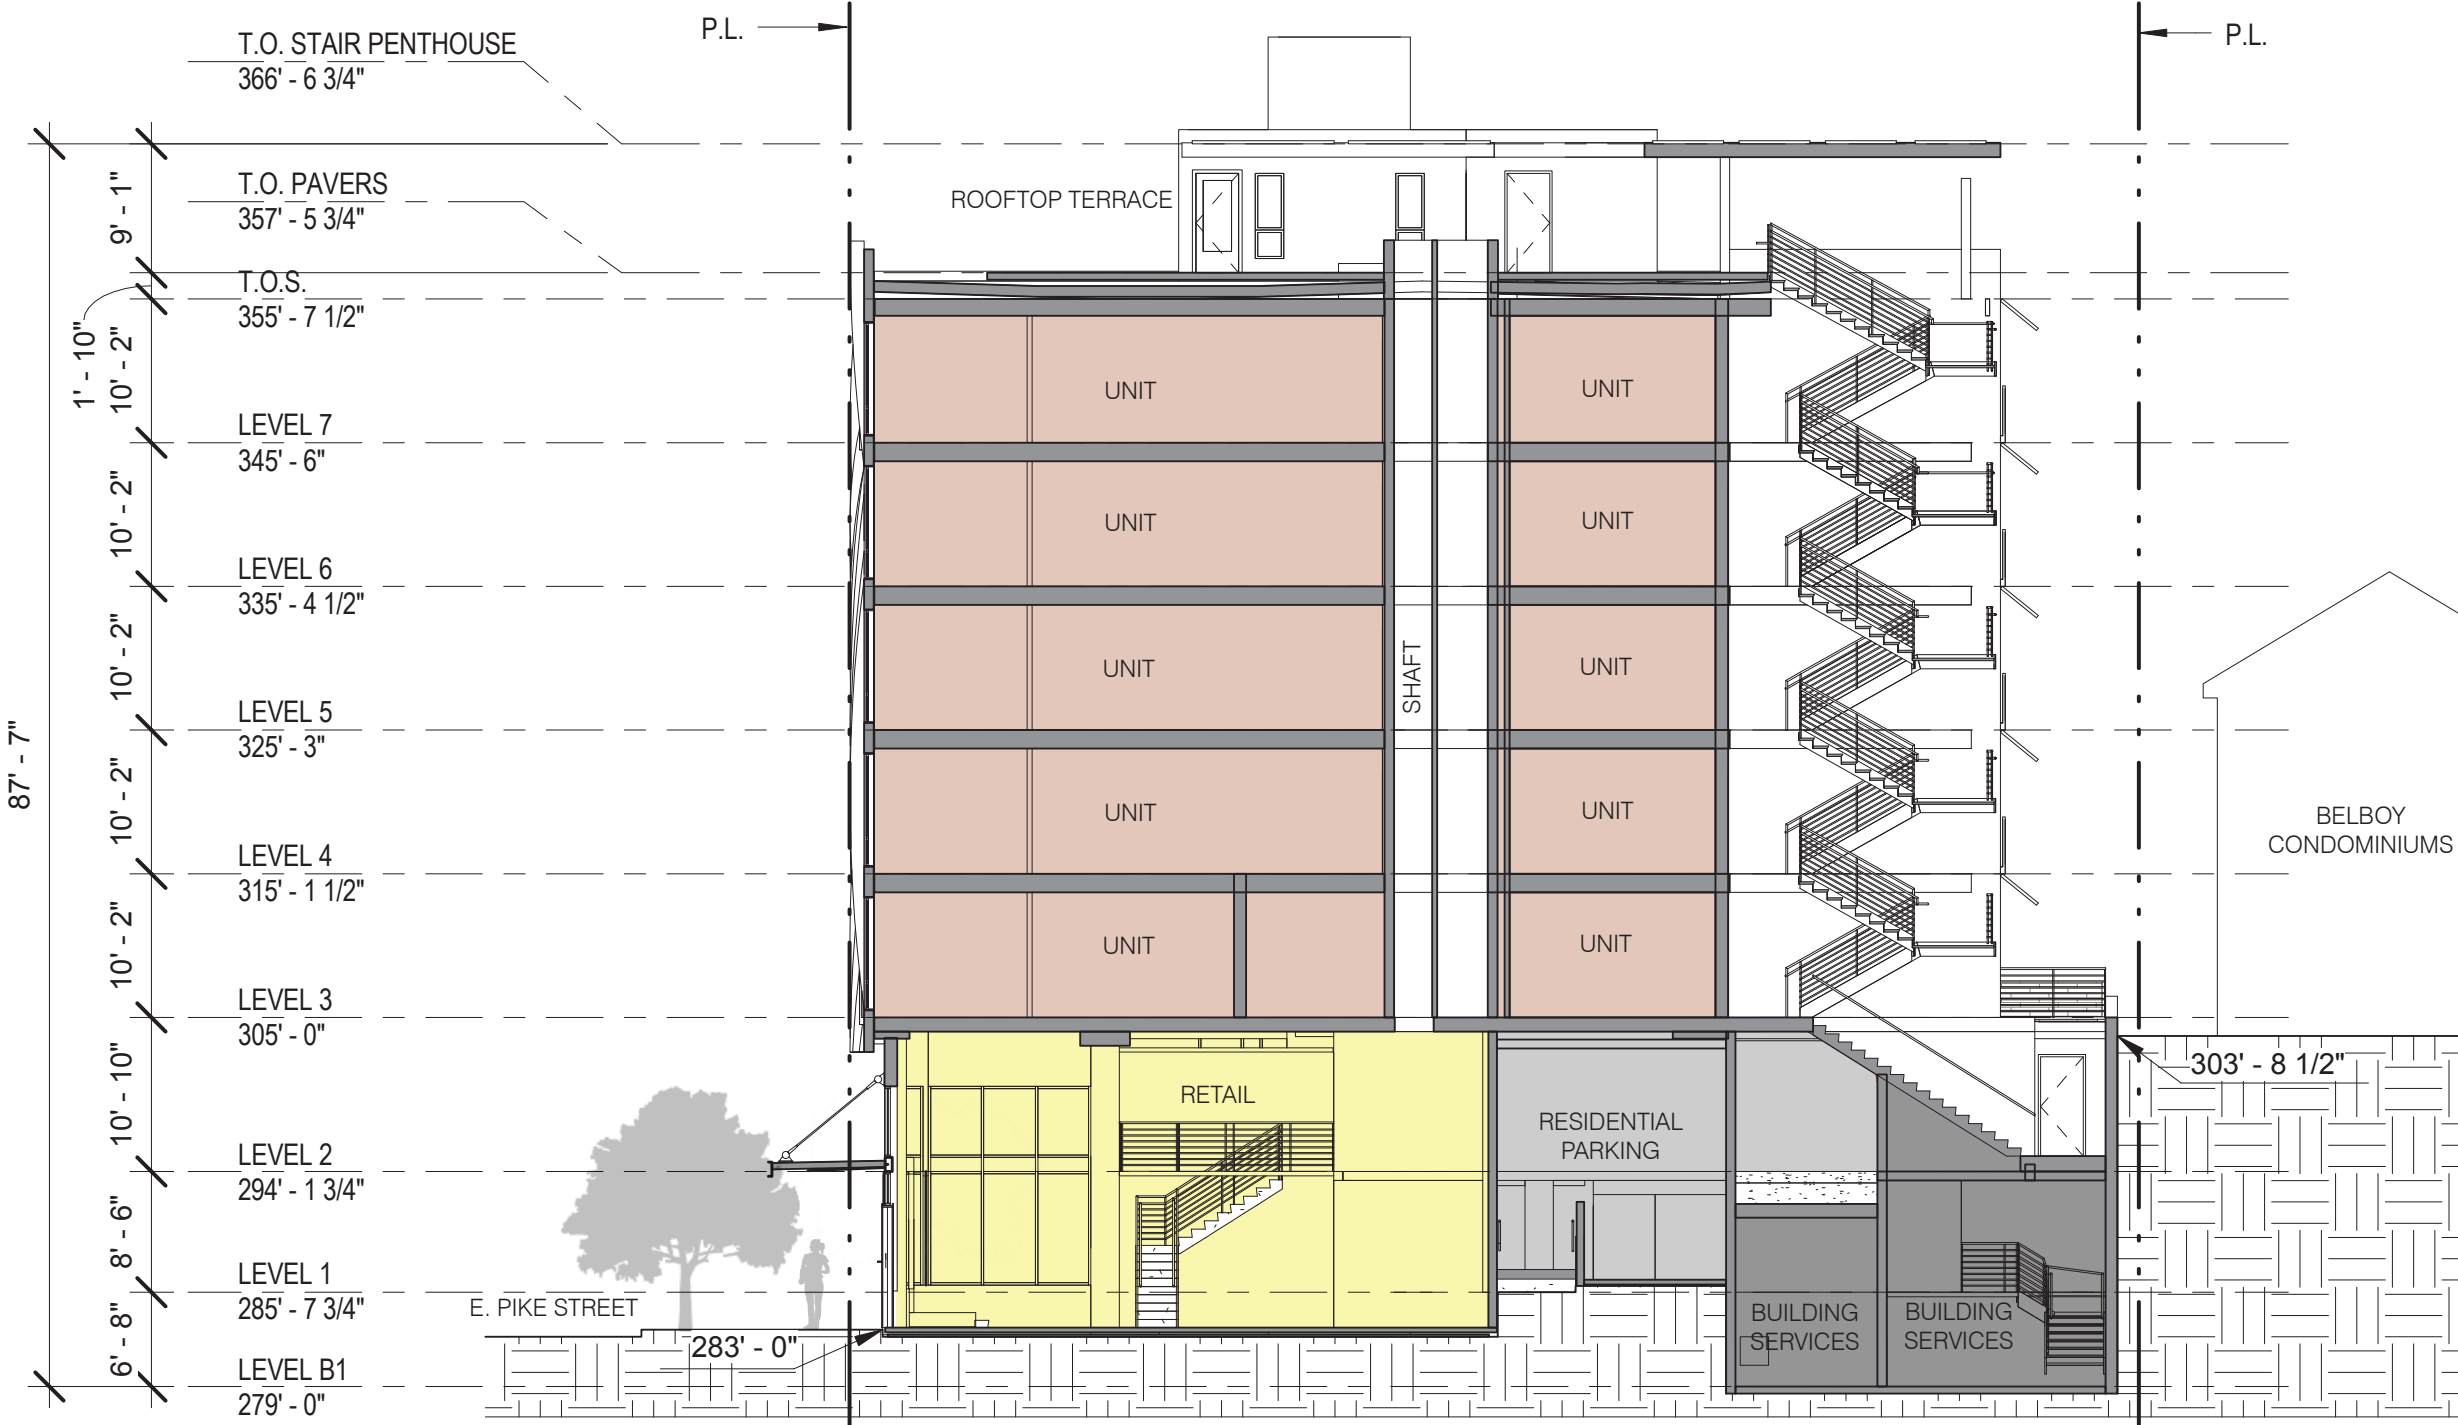 P.L.
P.L.
T.O. STAIR PENTHOUSE
366' - 6 3/4"
T.O. PAVERS
357' - 5 3/4"
ROOFTOP TERRACE
9' - 1"
T.O.S.
355' - 7 1/2"
1' - 10"
10' - 2"
UNIT
UNIT
LEVEL 7
345' - 6"
10' - 2"
UNIT
UNIT
LEVEL 6
335' - 4 1/2"
10' - 2"
UNIT
UNIT
SHAFT
LEVEL 5
325' - 3"
87' - 7"
10' - 2"
UNIT
UNIT
BELBOY
CONDOMINIUMS
LEVEL 4
315' - 1 1/2"
10' - 2"
UNIT
UNIT
LEVEL 3
305' - 0"
10' - 10"
303' - 8 1/2"
RETAIL
RESIDENTIAL
PARKING
LEVEL 2
294' - 1 3/4"
8' - 6"
LEVEL 1
285' - 7 3/4"
E. PIKE STREET
BUILDING
SERVICES
BUILDING
SERVICES
6' - 8"
283' - 0"
LEVEL B1
279' - 0"